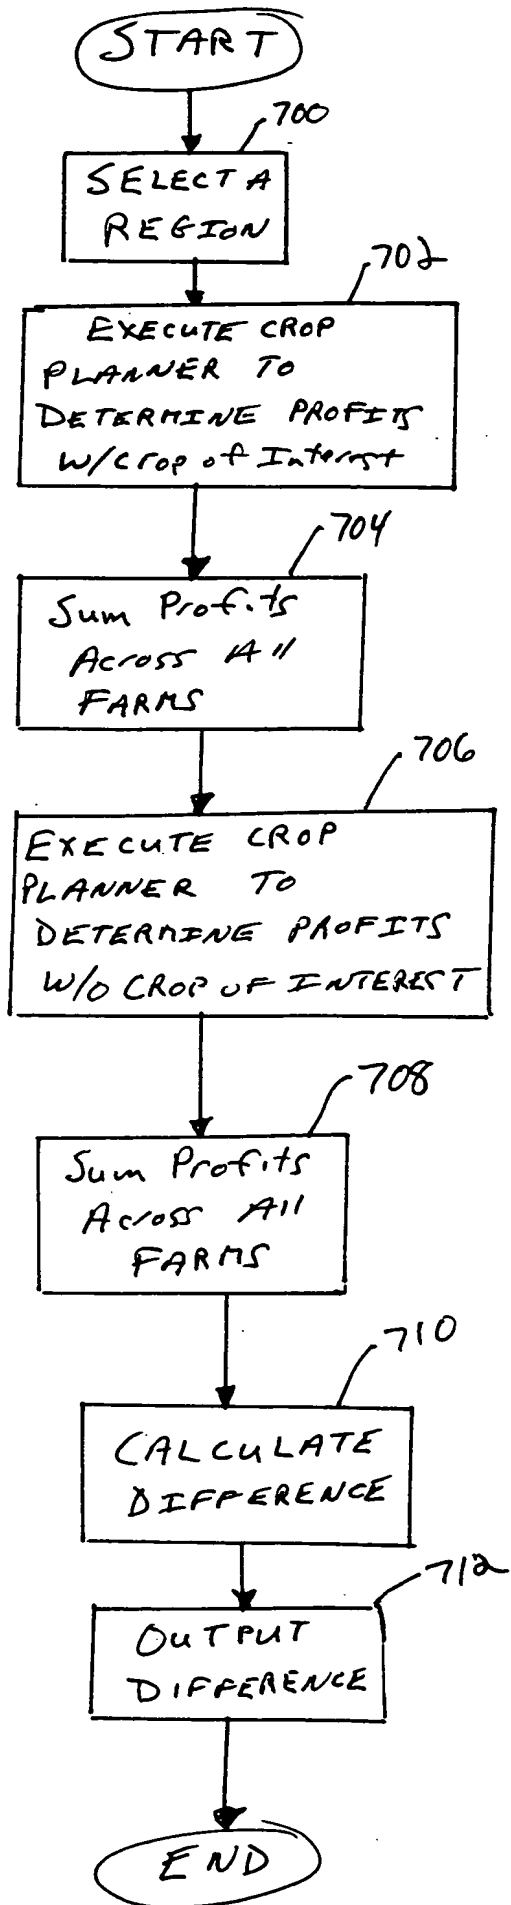 START
700
SELECT A
REGION
702
EXECUTE CROP
PLANNER TO
DETERMINE PROFITS
W/Crop of Interest
704
Sum Profits
Across All
FARMS
706
EXECUTE CROP
PLANNER TO
DETERMINE PROFITS
W/O CROP OF INTEREST
708
Sum Profits
Across All
FARMS
710
CALCULATE
DIFFERENCE
712
OUTPUT
DIFFERENCE
END